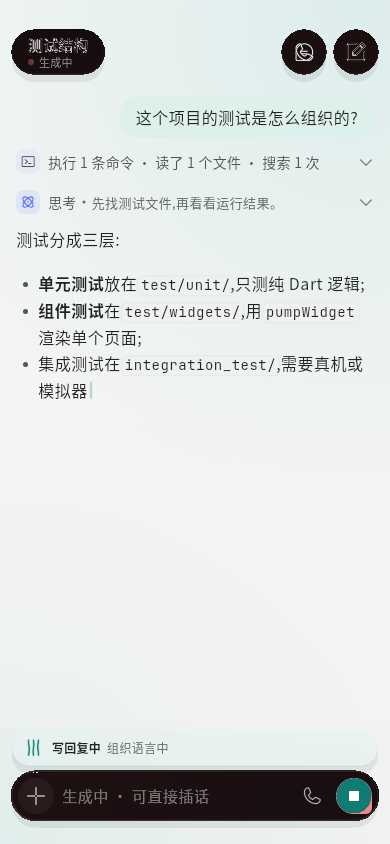 测试结构
生成中
这个项目的测试是怎么组织的?
执行 1 条命令 · 读了 1 个文件 · 搜索 1 次
思考 · 先找测试文件,再看看运行结果。
测试分成三层:
• 单元测试放在 test/unit/,只测纯 Dart 逻辑;
• 组件测试在 test/widgets/,用 pumpWidget
渲染单个页面;
• 集成测试在 integration_test/,需要真机或
模拟器
写回复中 组织语言中
生成中 · 可直接插话